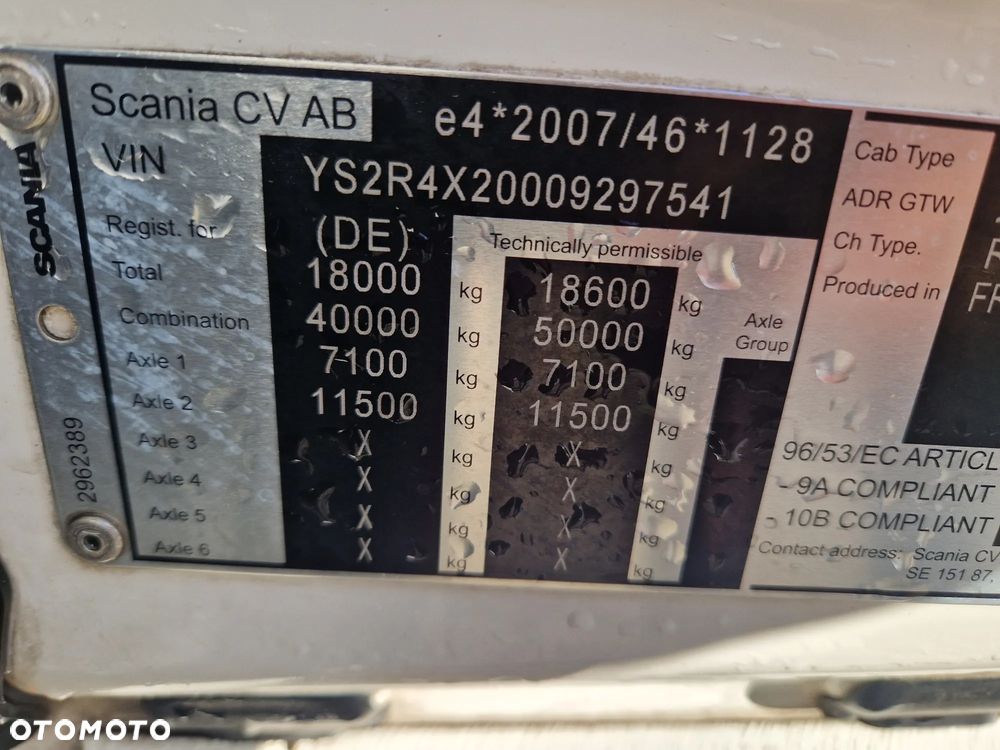 Scania CV AB
e4*2007/46*1128
VIN
YS2R4X20009297541
Regist. for (DE)
Technically permissible
Total 18000 kg 18600 kg
Combination 40000 kg 50000 kg
Axle Group
Axle 1 7100 kg 7100 kg
Axle 2 11500 kg 11500 kg
Axle 3 X kg X kg
Axle 4 X kg X kg
Axle 5 X kg X kg
Axle 6 X kg X kg
Cab Type
ADR GTW
Ch Type.
Produced in
96/53/EC ARTICL
- 9A COMPLIANT
- 10B COMPLIANT
Contact address: Scania CV
SE 151 87,
SCANIA
2962389
OTOMOTO